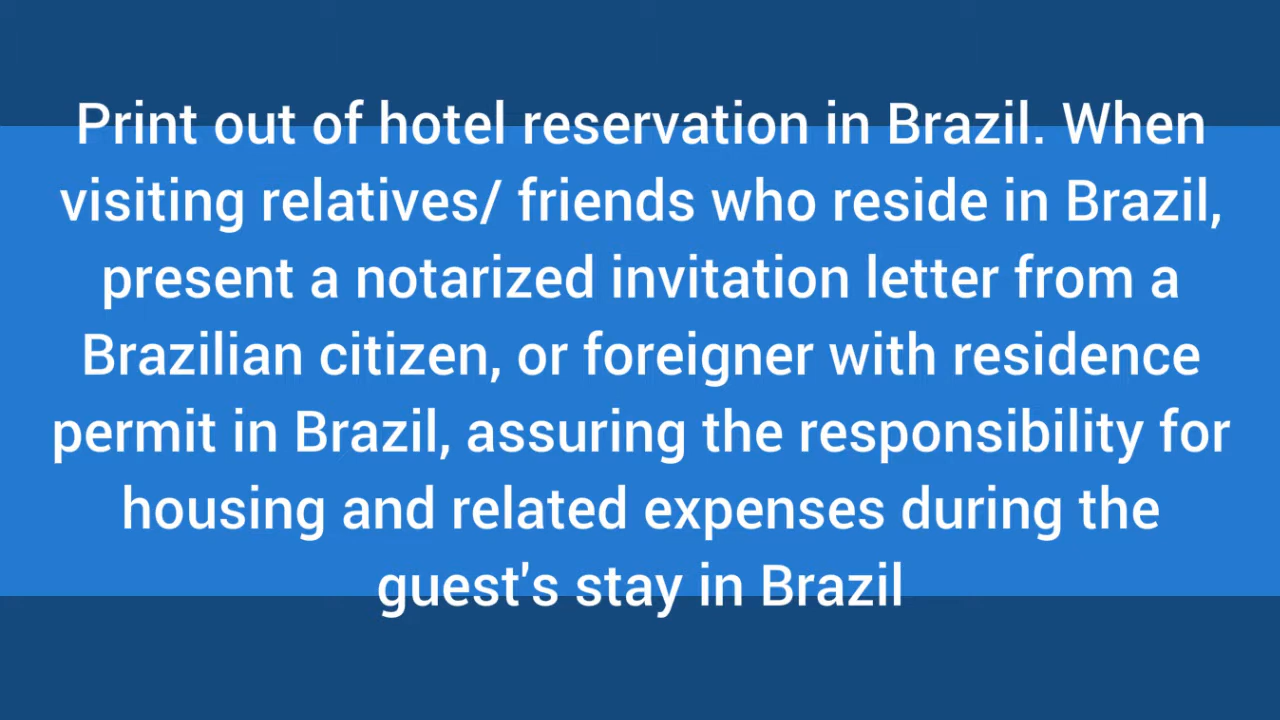 Print out of hotel reservation in Brazil. When
visiting relatives/ friends who reside in Brazil,
present a notarized invitation letter from a
Brazilian citizen, or foreigner with residence
permit in Brazil, assuring the responsibility for
housing and related expenses during the
guest's stay in Brazil